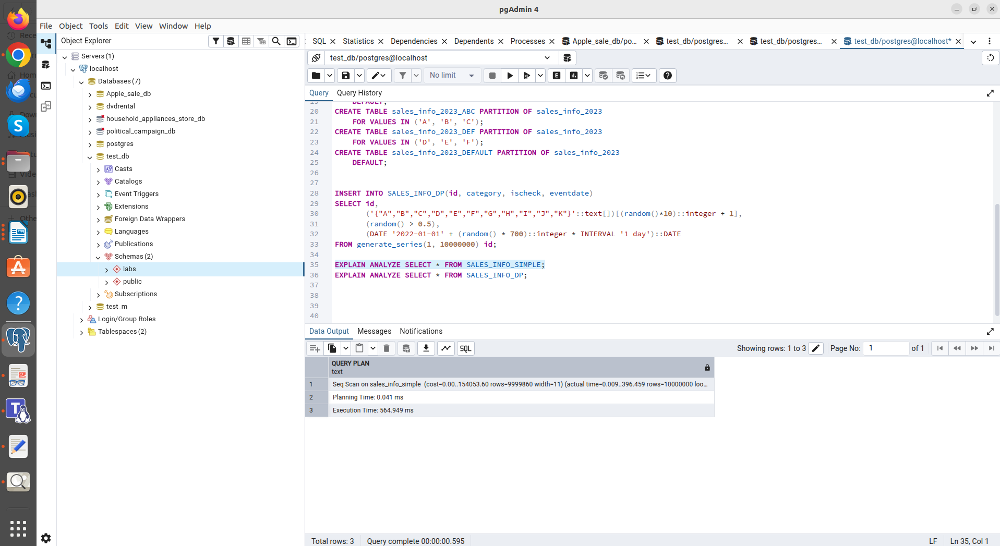 pgAdmin 4
File Object Tools Edit View Window Help
Object Explorer
SQL Statistics Dependencies Dependents Processes Apple_sale_db/po... test_db/postgres... test_db/postgres... test_db/postgres@localhost*
test_db/postgres@localhost
No limit
Query Query History
Servers (1)
localhost
Databases (7)
Apple_sale_db
dvdrental
household_appliances_store_db
political_campaign_db
postgres
test_db
Casts
Catalogs
Event Triggers
Extensions
Foreign Data Wrappers
Languages
Publications
Schemas (2)
labs
public
Subscriptions
test_m
Login/Group Roles
Tablespaces (2)
19 DEFAULT;
20 CREATE TABLE sales_info_2023_ABC PARTITION OF sales_info_2023
21 FOR VALUES IN ('A', 'B', 'C');
22 CREATE TABLE sales_info_2023_DEF PARTITION OF sales_info_2023
23 FOR VALUES IN ('D', 'E', 'F');
24 CREATE TABLE sales_info_2023_DEFAULT PARTITION OF sales_info_2023
25 DEFAULT;
26
27
28 INSERT INTO SALES_INFO_DP(id, category, ischeck, eventdate)
29 SELECT id,
30 ('{"A","B","C","D","E","F","G","H","I","J","K"}'::text[])[(random()*10)::integer + 1],
31 (random() > 0.5),
32 (DATE '2022-01-01' + (random() * 700)::integer * INTERVAL '1 day')::DATE
33 FROM generate_series(1, 10000000) id;
34
35 EXPLAIN ANALYZE SELECT * FROM SALES_INFO_SIMPLE;
36 EXPLAIN ANALYZE SELECT * FROM SALES_INFO_DP;
37
38
39
40
Data Output Messages Notifications
SQL
Showing rows: 1 to 3 Page No: 1 of 1
QUERY PLAN
text
1 Seq Scan on sales_info_simple (cost=0.00..154053.60 rows=9999860 width=11) (actual time=0.009..396.459 rows=10000000 loo...
2 Planning Time: 0.041 ms
3 Execution Time: 564.949 ms
Total rows: 3 Query complete 00:00:00.595 LF Ln 35, Col 1